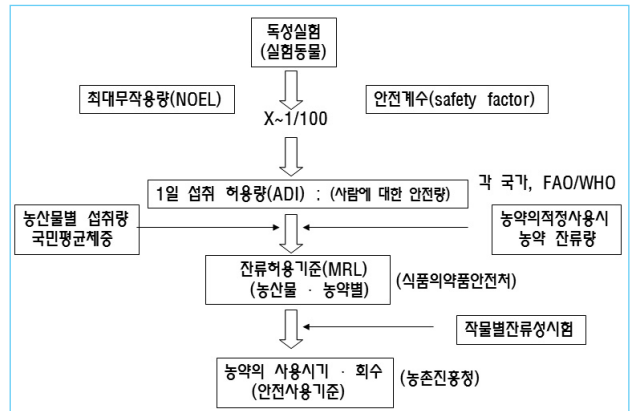 독성실험
(실험동물)
최대무작용량(NOEL)
안전계수(safety factor)
X~1/100
1일 섭취 허용량(ADI) : (사람에 대한 안전량)
각 국가, FAO/WHO
농산물별 섭취량
국민평균체중
농약의적정사용시
농약 잔류량
잔류허용기준(MRL)
(농산물 · 농약별)
(식품의약품안전처)
작물별잔류성시험
농약의 사용시기 · 회수
(안전사용기준)
(농촌진흥청)